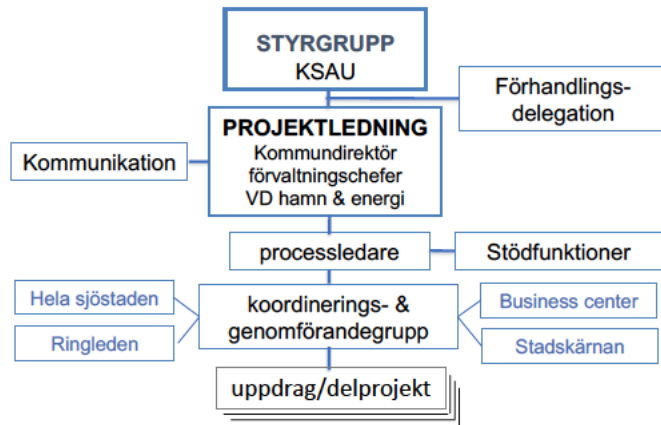 STYRGRUPP
KSAU
Förhandlings-
delegation
PROJEKTLEDNING
Kommundirektör
förvaltningschefer
VD hamn & energi
Kommunikation
processledare
Stödfunktioner
Hela sjöstaden
Ringleden
koordinerings- &
genomförandegrupp
Business center
Stadskärnan
uppdrag/delprojekt